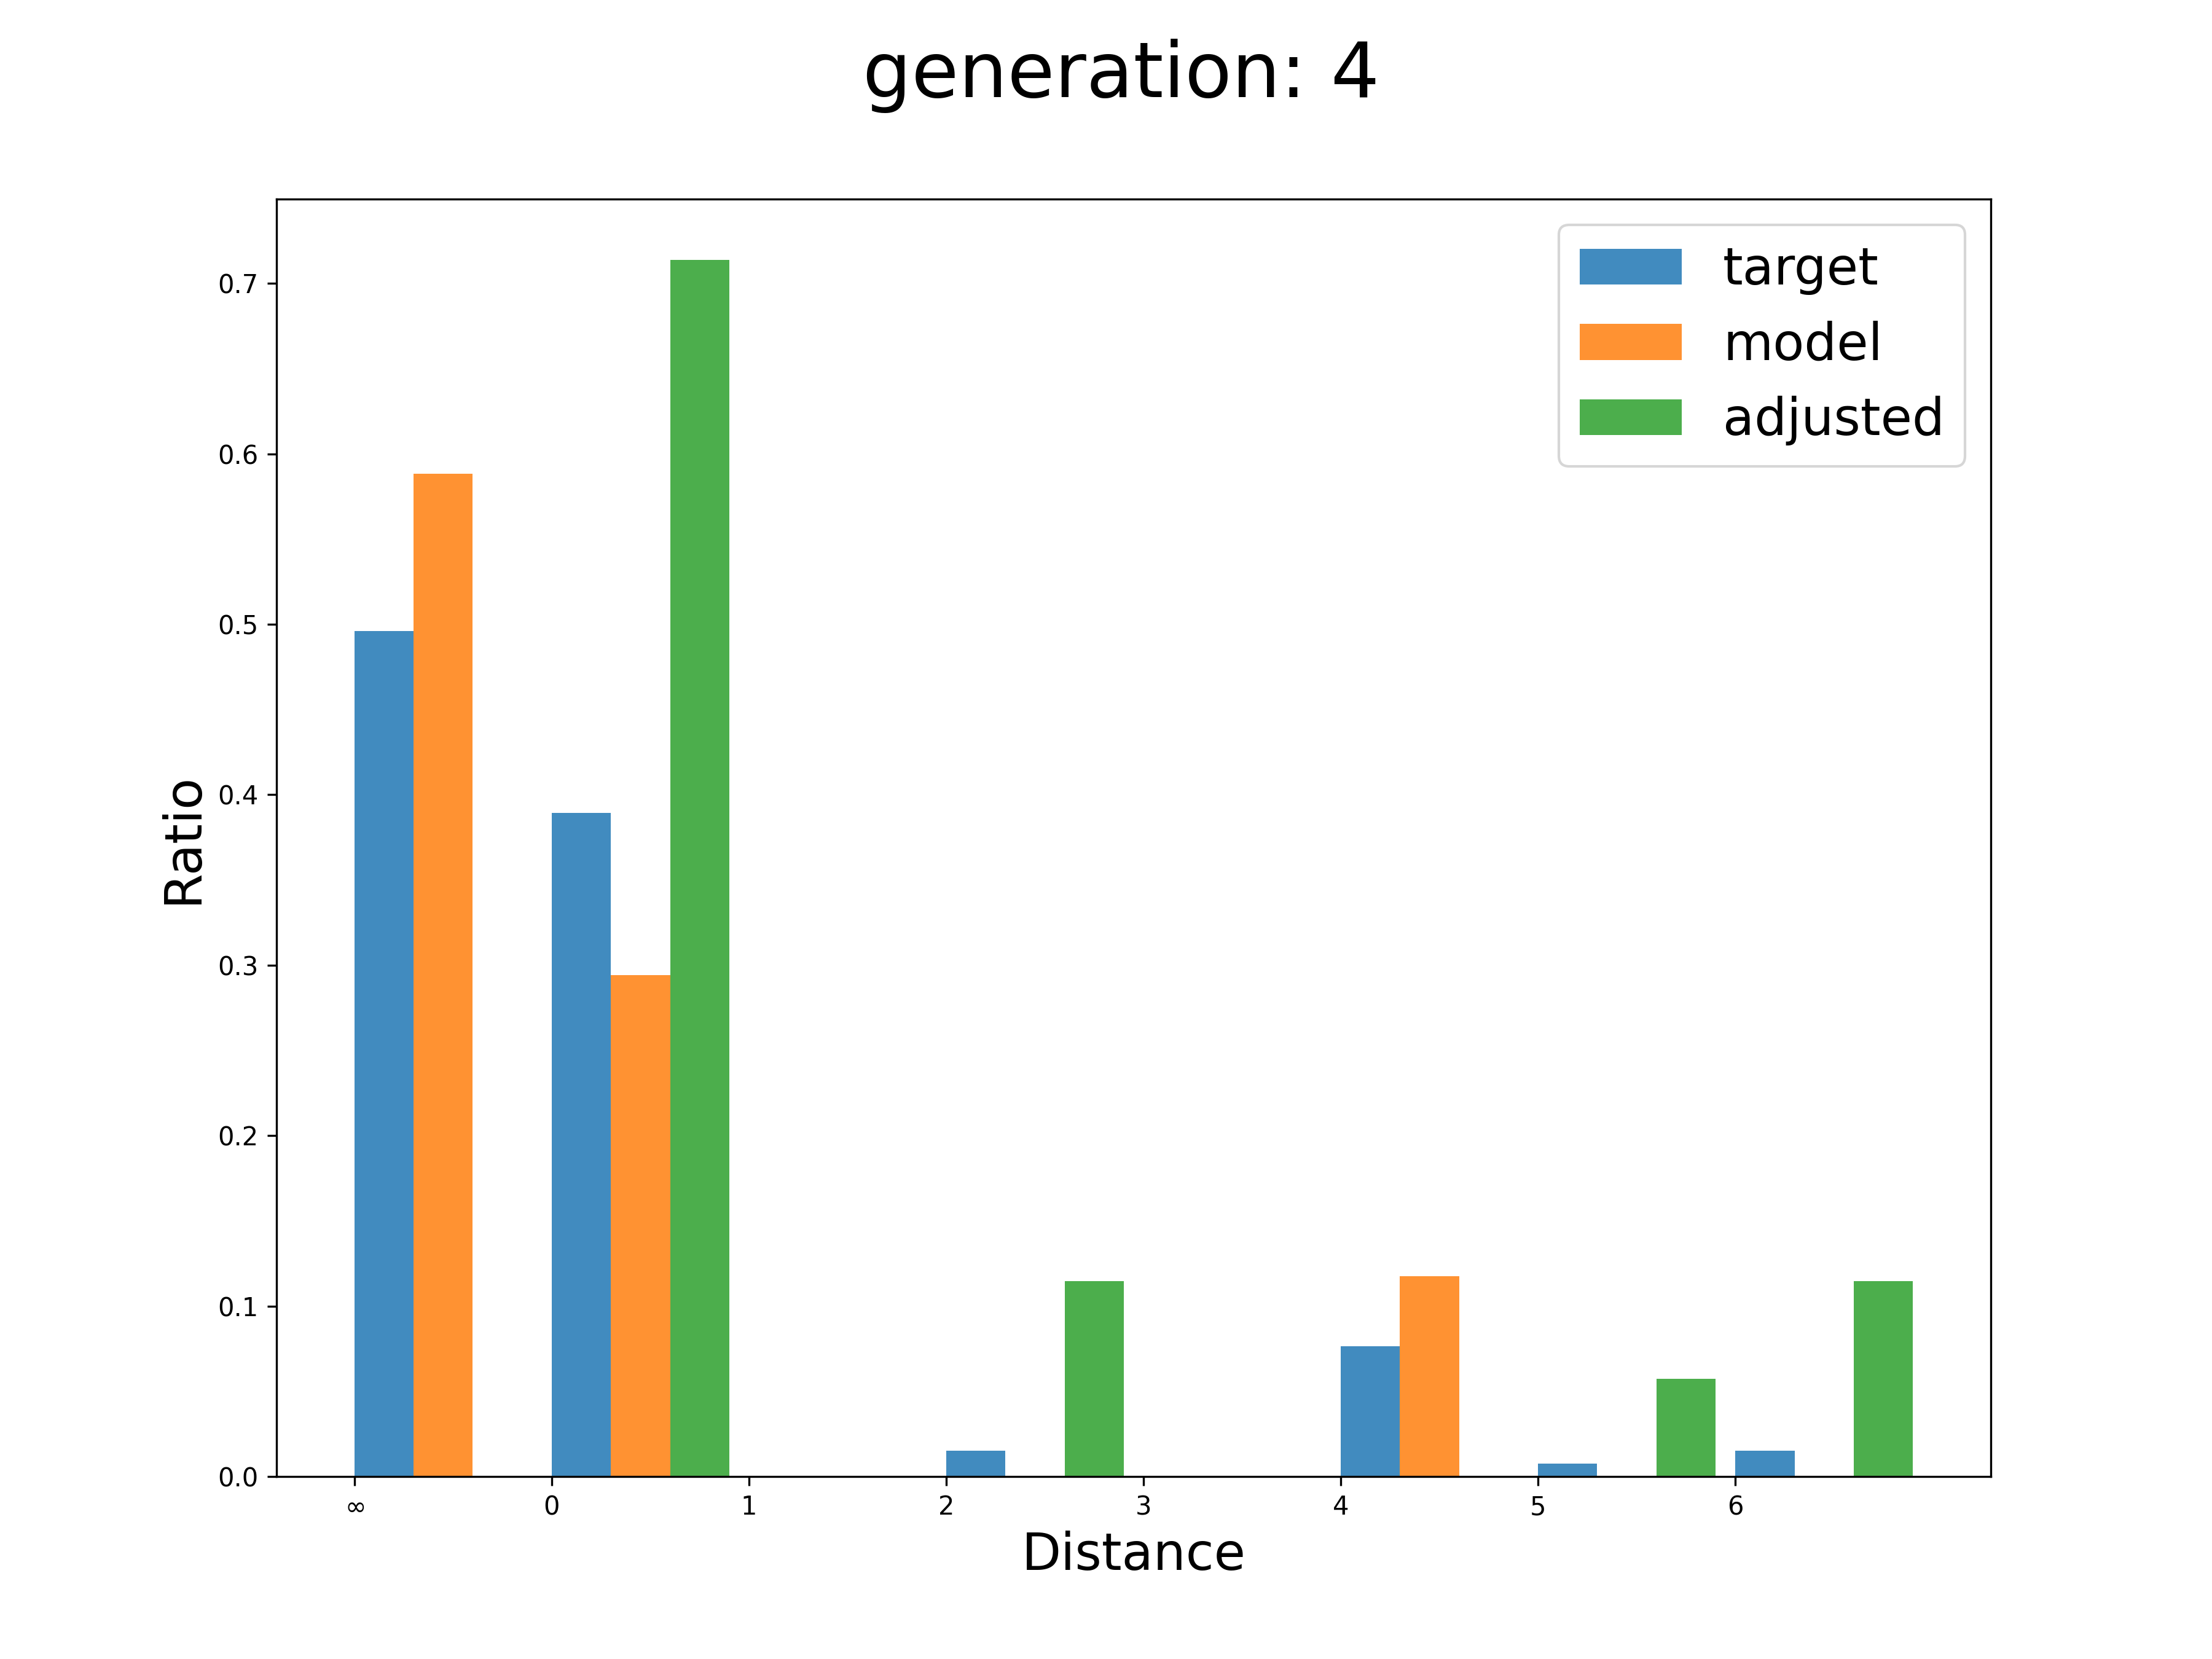 generation: 4
target
model
adjusted
0.7
0.6
0.5
0.4
0.3
0.2
0.1
0.0
Ratio
∞ 0 1 2 3 4 5 6
Distance